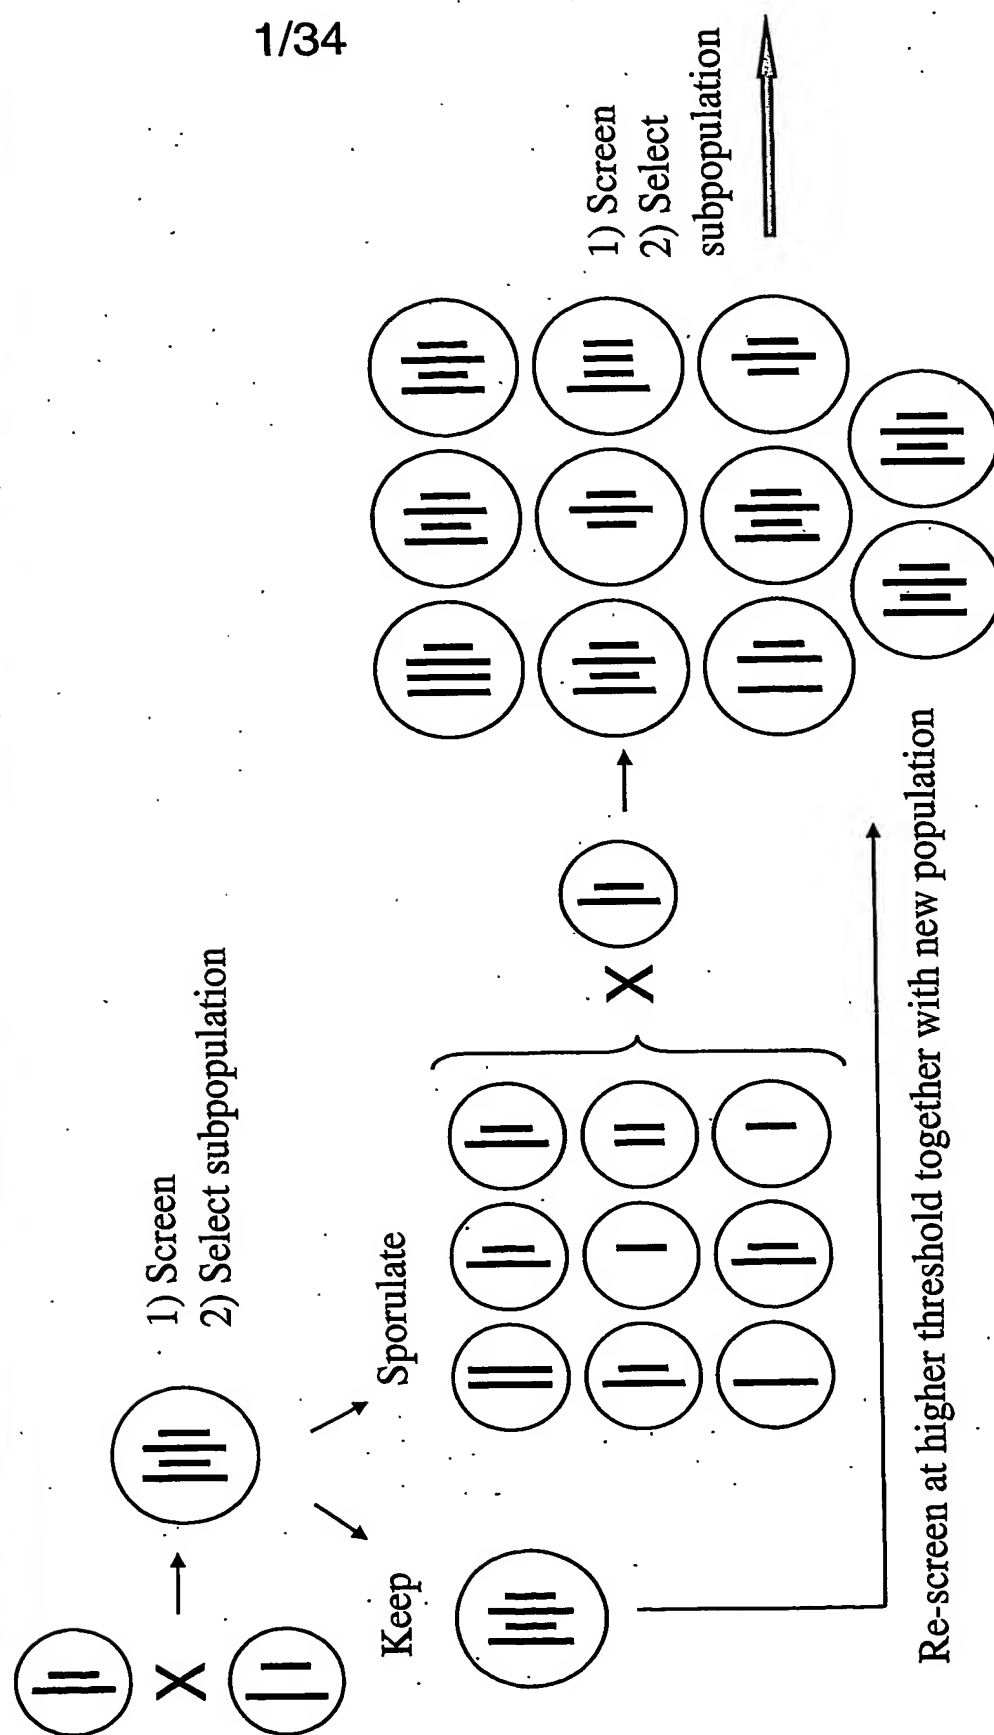 1/34
X
1) Screen
2) Select subpopulation
Keep
Sporulate
X
1) Screen
2) Select
subpopulation
Re-screen at higher threshold together with new population